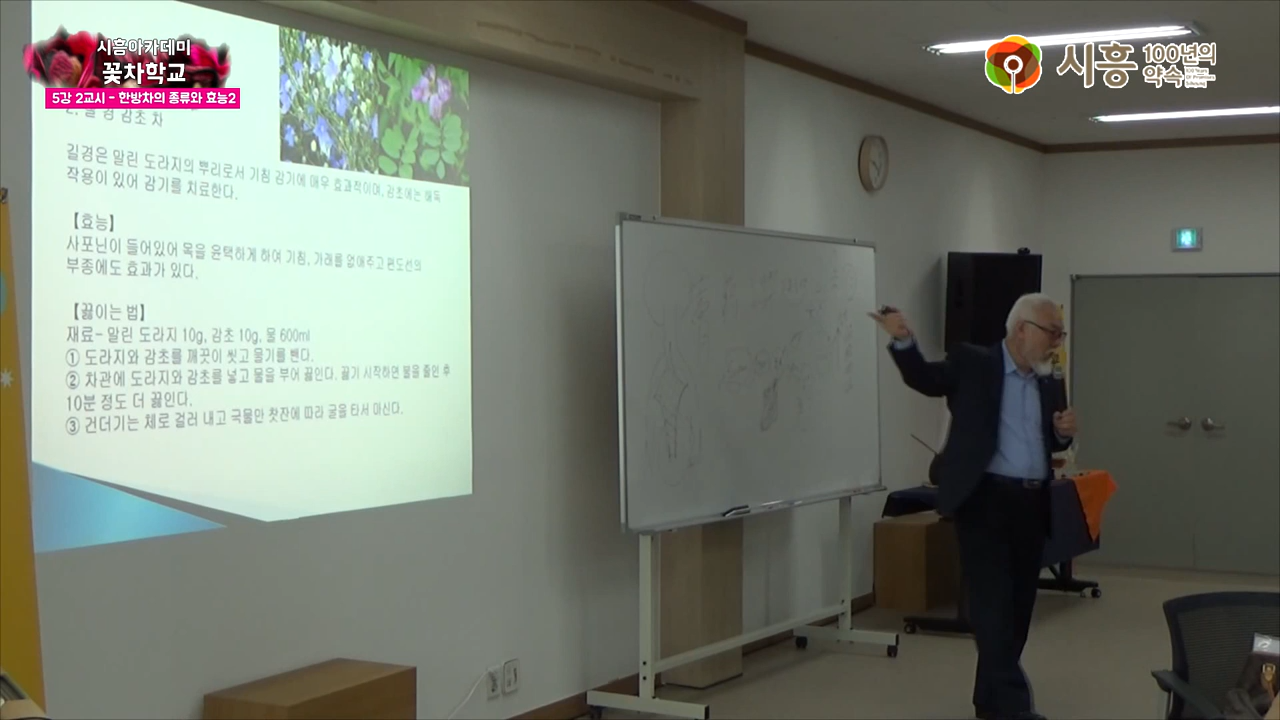 시흥아카데미
꽃차학교
5강 2교시 - 한방차의 종류와 효능2
시흥 100년의 약속
감초 차
길경은 말린 도라지의 뿌리로서 기침 감기에 매우 효과적이며, 감초에는 해독
작용이 있어 감기를 치료한다.
【효능】
사포닌이 들어있어 목을 윤택하게 하여 기침, 가래를 없애주고 편도선의
부종에도 효과가 있다.
【끓이는 법】
재료- 말린 도라지 10g, 감초 10g, 물 600ml
① 도라지와 감초를 깨끗이 씻고 물기를 뺀다.
② 차관에 도라지와 감초를 넣고 물을 부어 끓인다. 끓기 시작하면 불을 줄인 후
10분 정도 더 끓인다.
③ 건더기는 체로 걸러 내고 국물만 찻잔에 따라 굴을 타서 마신다.